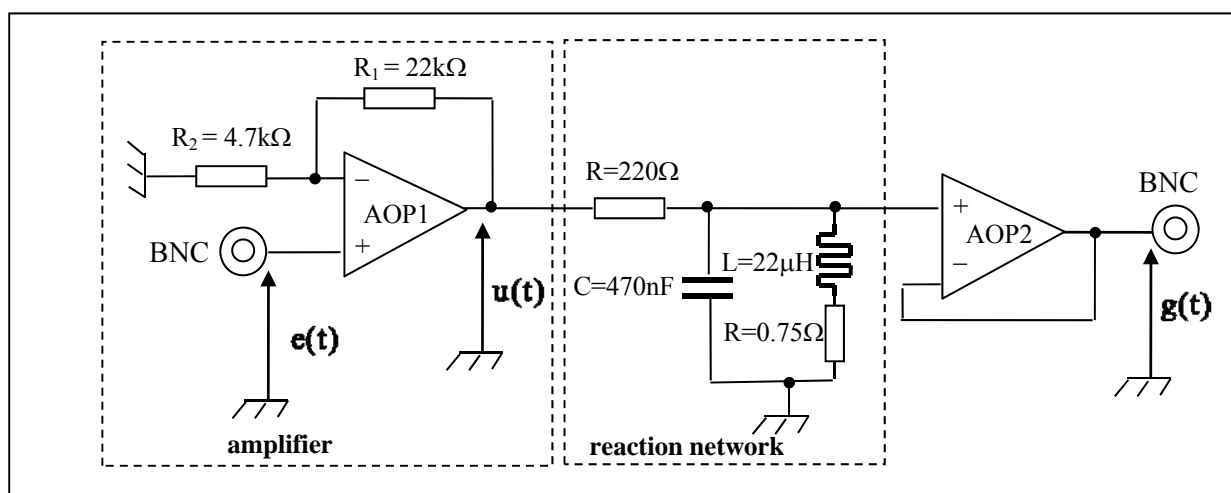 R₁ = 22kΩ
R₂ = 4.7kΩ
−
AOP1
+
BNC
e(t)
u(t)
amplifier
R=220Ω
C=470nF
L=22µH
R=0.75Ω
reaction network
+
AOP2
−
BNC
g(t)